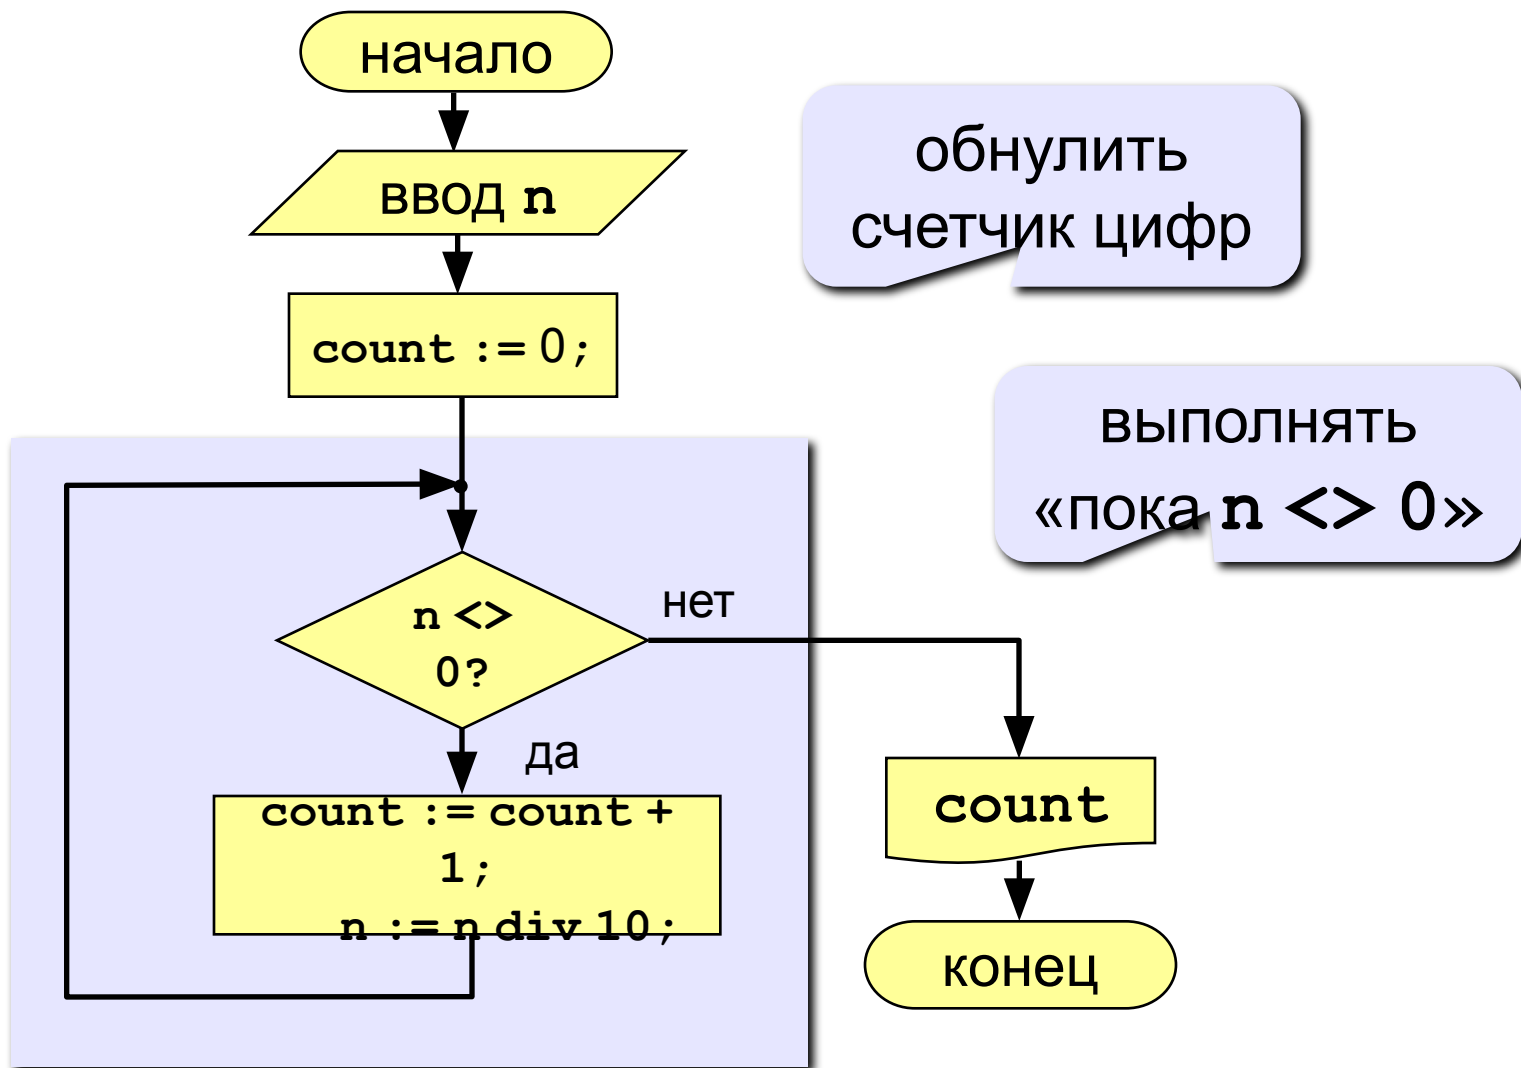 начало
ввод n
обнулить
счетчик цифр
count := 0;
выполнять
«пока n <> 0»
n <>
0?
нет
да
count := count +
1;
n := n div 10;
count
конец